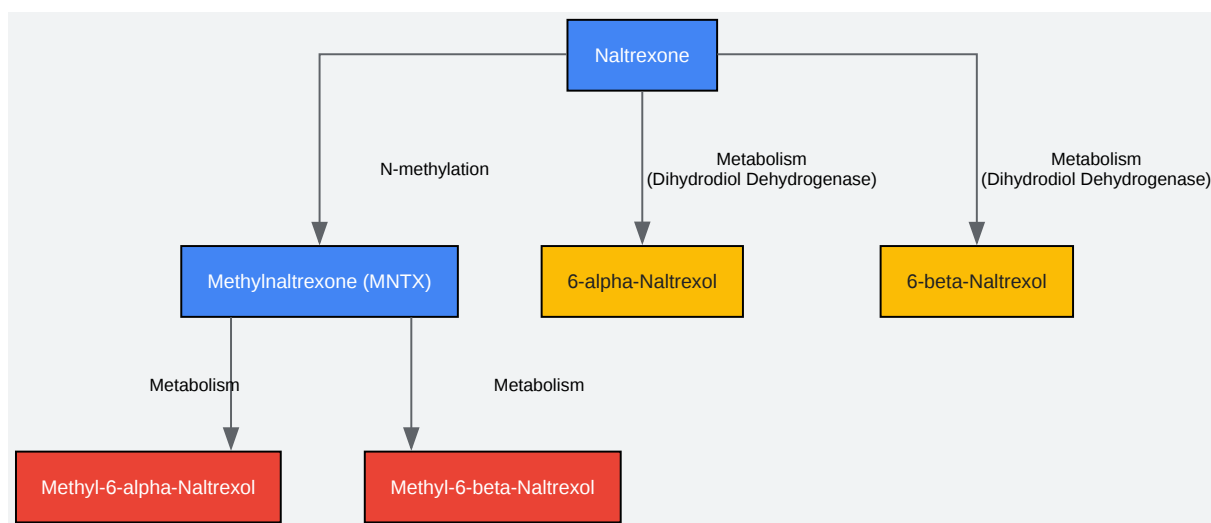 Naltrexone
N-methylation
Metabolism
(Dihydrodiol Dehydrogenase)
Metabolism
(Dihydrodiol Dehydrogenase)
Methylnaltrexone (MNTX)
6-alpha-Naltrexol
6-beta-Naltrexol
Metabolism
Metabolism
Methyl-6-alpha-Naltrexol
Methyl-6-beta-Naltrexol